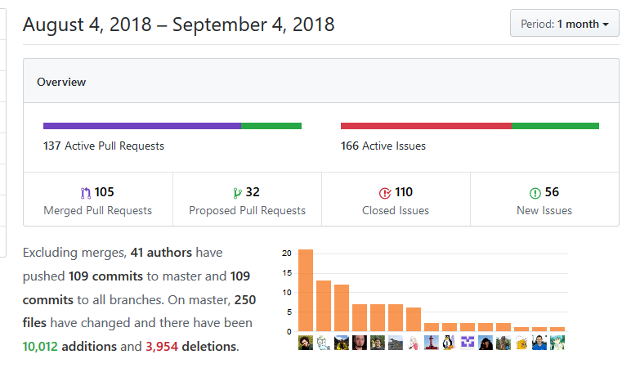 August 4, 2018 – September 4, 2018
Period: 1 month
Overview
137 Active Pull Requests
166 Active Issues
105
Merged Pull Requests
32
Proposed Pull Requests
110
Closed Issues
56
New Issues
Excluding merges, 41 authors have
pushed 109 commits to master and 109
commits to all branches. On master, 250
files have changed and there have been
10,012 additions and 3,954 deletions.
20
15
10
5
0